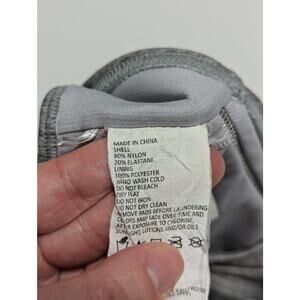 MADE IN CHINA
SHELL
80% NYLON
20% ELASTANE
LINING
100% POLYESTER
HAND WASH COLD
DO NOT BLEACH
DRY FLAT
DO NOT IRON
DO NOT DRY CLEAN
REMOVE PADS BEFORE LAUNDERING
COLORS MAY FADE OVER TIME AND/OR
AFTER EXPOSURE TO CHLORINE,
SUNLIGHT, LOTIONS AND/OR OILS